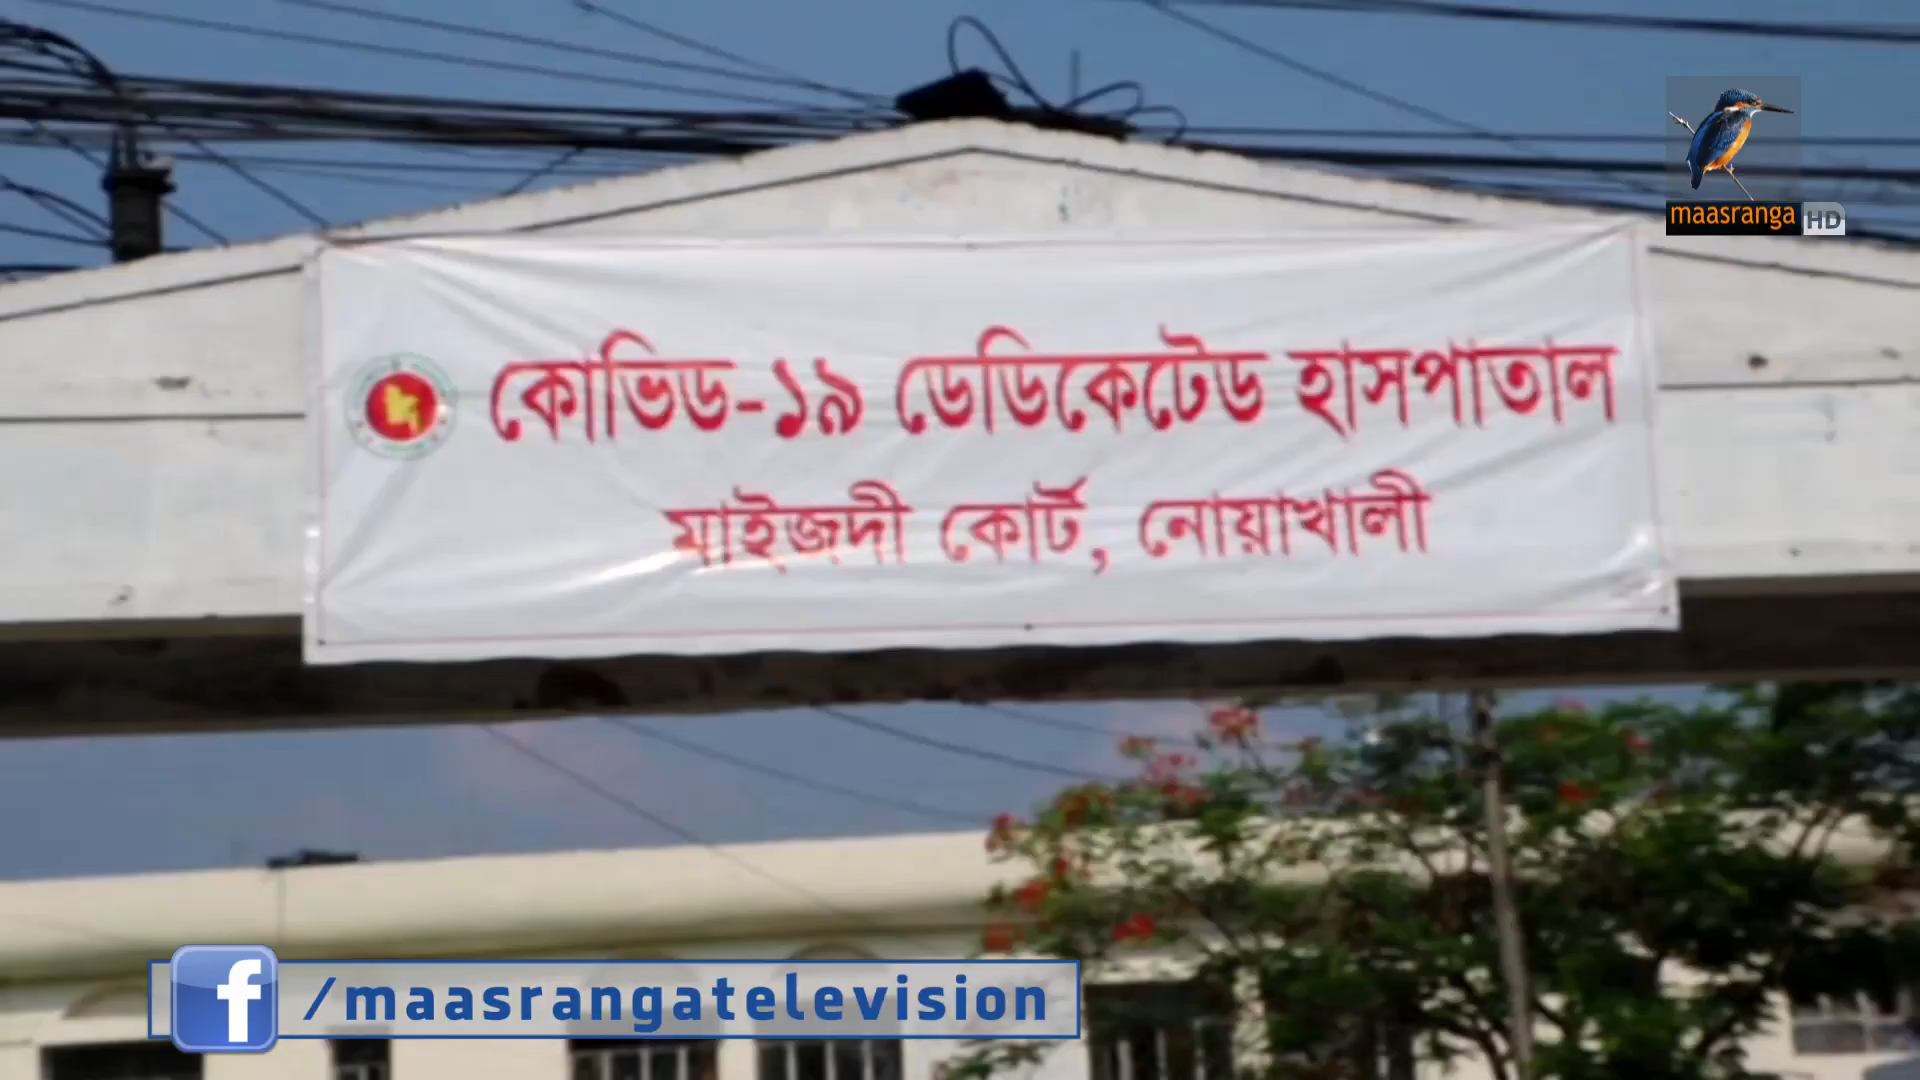 maasranga HD
কোভিড-১৯ ডেডিকেটেড হাসপাতাল
মাইজদী কোর্ট, নোয়াখালী
f /maasrangatelevision